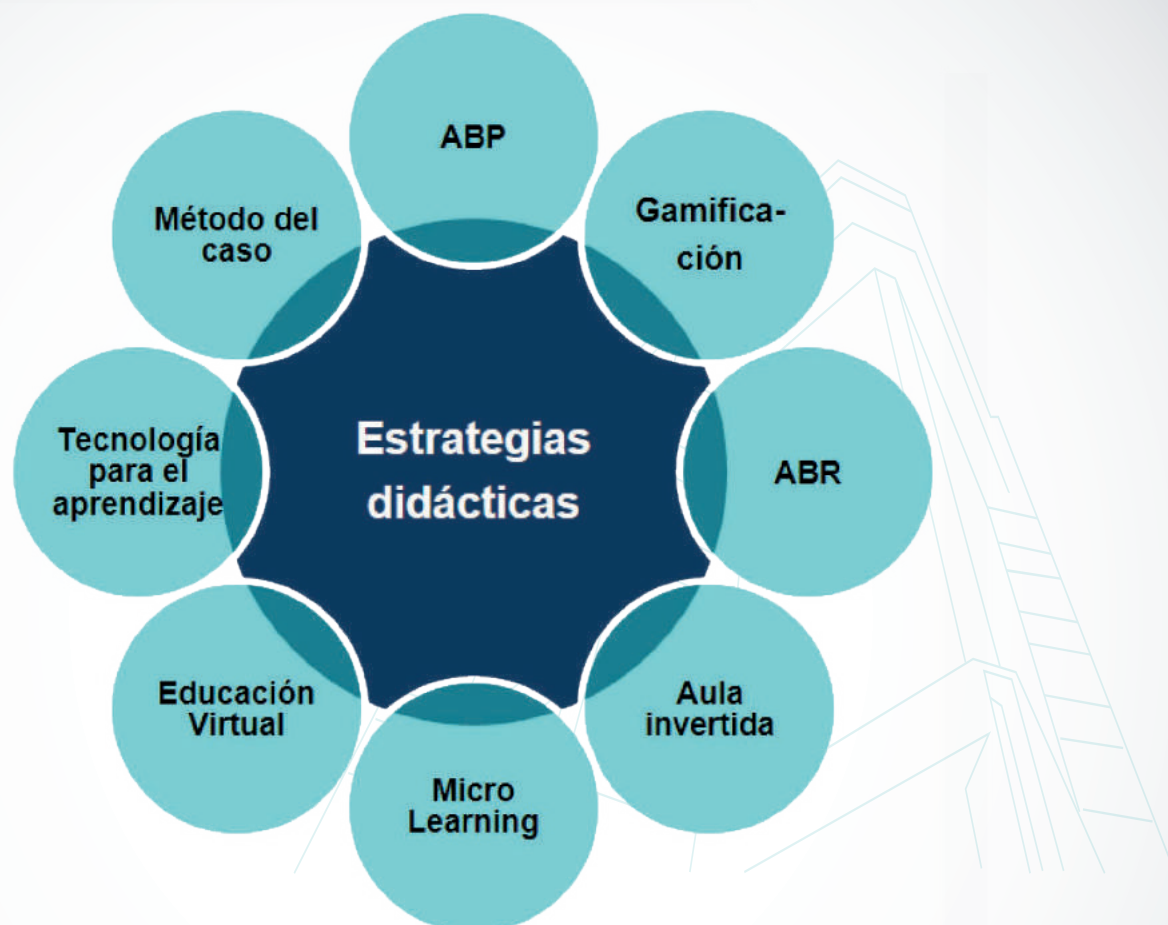 ABP
Gamifica-
ción
Método del
caso
Estrategias
didácticas
Tecnología
para el
aprendizaje
ABR
Educación
Virtual
Aula
invertida
Micro
Learning